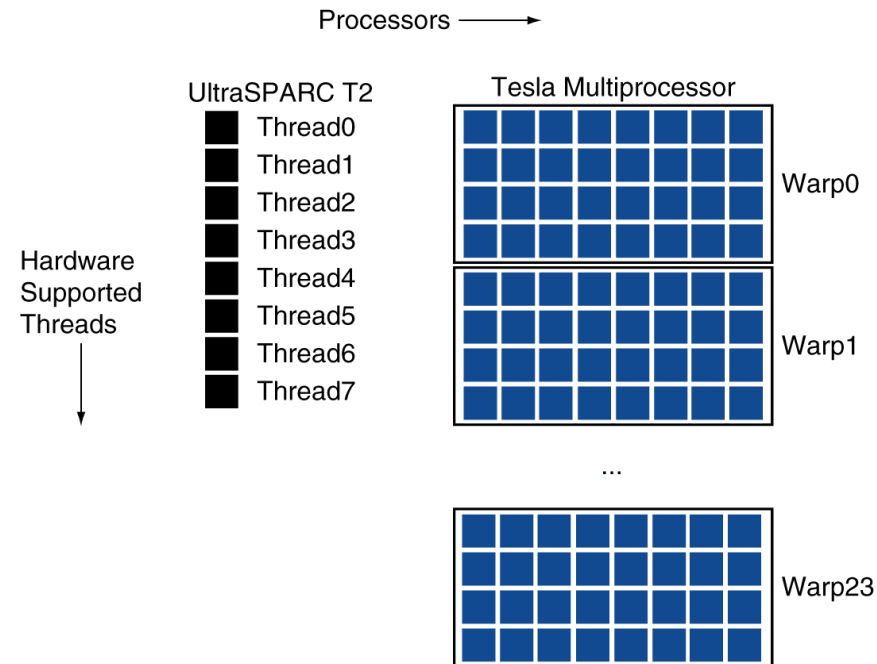 Processors
UltraSPARC T2
Tesla Multiprocessor
Thread0
Thread1
Thread2
Thread3
Thread4
Thread5
Thread6
Thread7
Hardware
Supported
Threads
Warp0
Warp1
...
Warp23